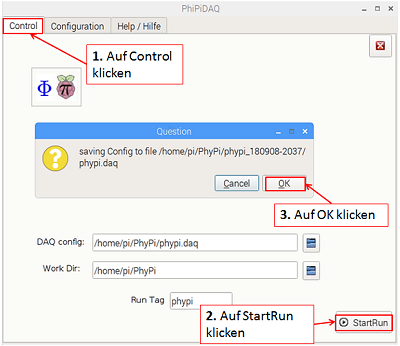 PhiPiDAQ
Control
Configuration
Help / Hilfe
1. Auf Control
klicken
Φ π
Question
saving Config to file /home/pi/PhyPi/phypi_180908-2037/
phypi.daq
Cancel
OK
3. Auf OK klicken
DAQ config:
/home/pi/PhyPi/phypi.daq
Work Dir:
/home/pi/PhyPi
Run Tag
phypi
2. Auf StartRun
klicken
StartRun